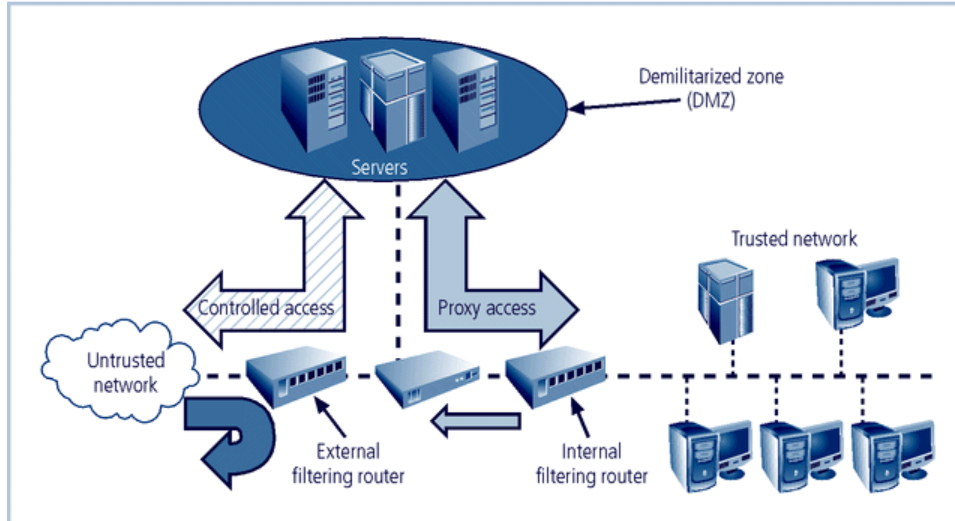 Demilitarized zone
(DMZ)
Servers
Trusted network
Controlled access
Proxy access
Untrusted
network
External
filtering router
Internal
filtering router